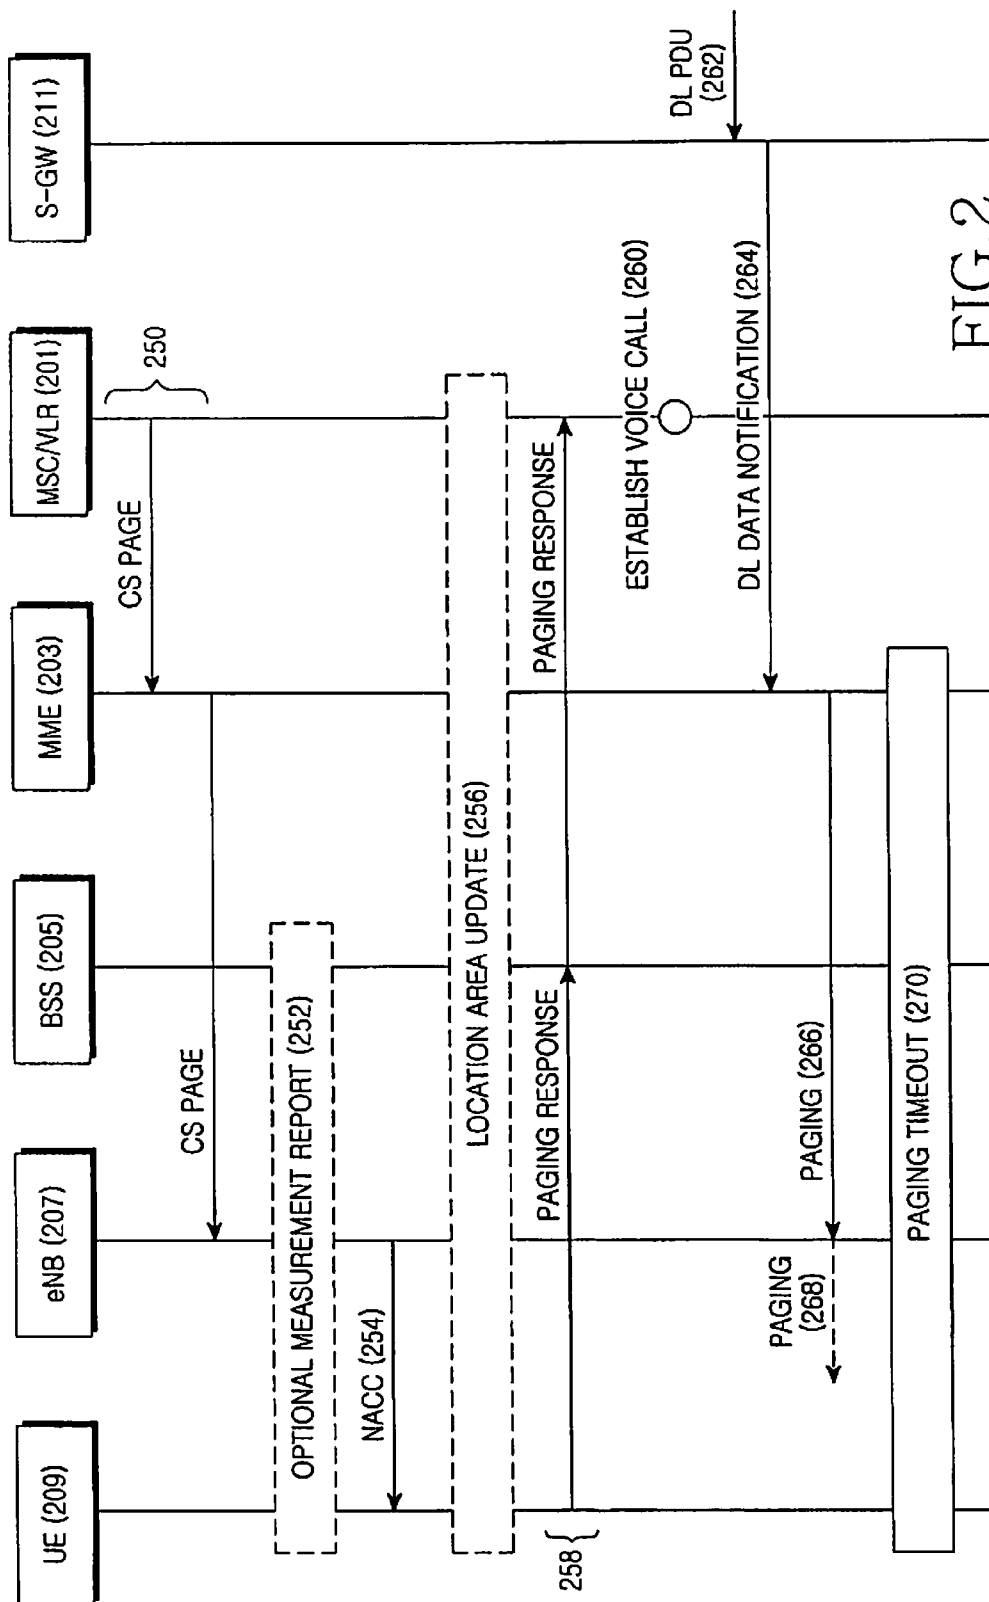 UE (209)
eNB (207)
BSS (205)
MME (203)
MSC/VLR (201)
S-GW (211)
250
CS PAGE
CS PAGE
OPTIONAL MEASUREMENT REPORT (252)
NACC (254)
LOCATION AREA UPDATE (256)
258
PAGING RESPONSE
PAGING RESPONSE
ESTABLISH VOICE CALL (260)
DL PDU
(262)
DL DATA NOTIFICATION (264)
PAGING (266)
PAGING
(268)
PAGING TIMEOUT (270)
FIG.2